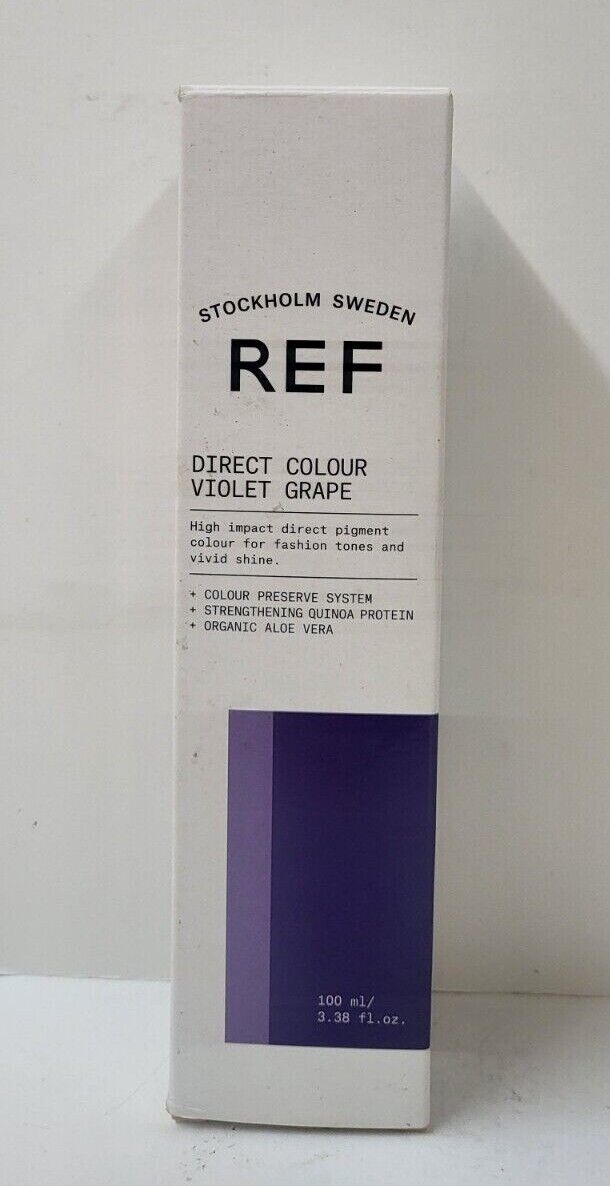 STOCKHOLM SWEDEN
REF
DIRECT COLOUR
VIOLET GRAPE
High impact direct pigment
colour for fashion tones and
vivid shine.
+ COLOUR PRESERVE SYSTEM
+ STRENGTHENING QUINOA PROTEIN
+ ORGANIC ALOE VERA
100 ml/
3.38 fl.oz.